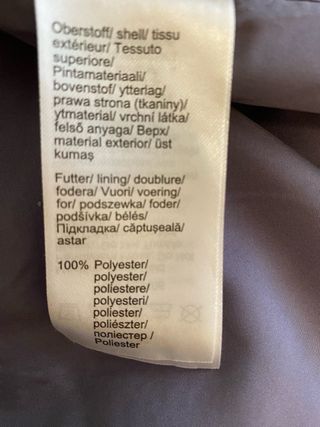 Oberstoff/ shell/ tissu
extérieur/ Tessuto
superiore/
Pintamateriaali/
bovenstof/ ytterlag/
prawa strona (tkaniny)/
ytmaterial/ vrchní látka/
felső anyaga/ Верх/
material exterior/ üst
kumaş
Futter/ lining/ doublure/
fodera/ Vuori/ voering/
for/ podszewka/ foder/
podšívka/ bélés/
Підкладка/ căptuşeală/
astar
100% Polyester/
polyester/
poliestere/
polyesteri/
poliester/
poliészter/
поліестер /
Poliester